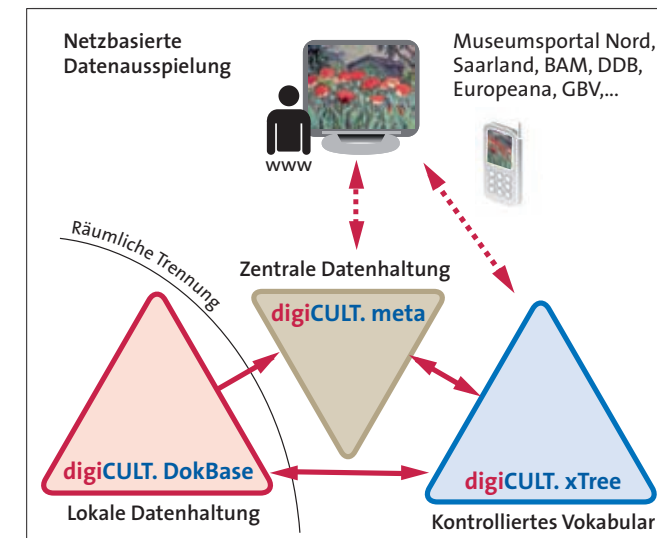 Netzbasierte
Datenausspielung
Museumsportal Nord,
Saarland, BAM, DDB,
Europeana, GBV,...
www
Räumliche Trennung
Zentrale Datenhaltung
digiCULT. meta
digiCULT. DokBase
digiCULT. xTree
Lokale Datenhaltung
Kontrolliertes Vokabular